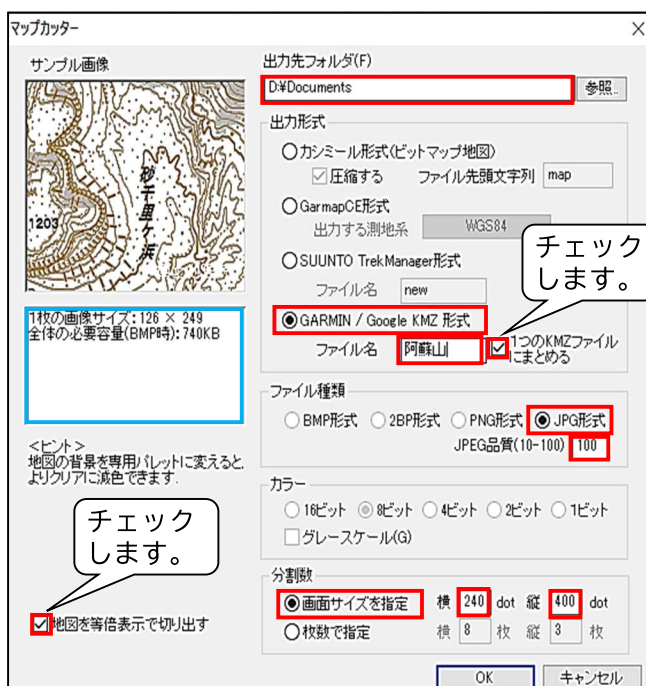 マップカッター
サンプル画像
1203
砂千里ヶ浜
1枚の画像サイズ:126 × 249
全体の必要容量(BMP時):740KB
<ヒント>
地図の背景を専用パレットに変えると,
よりクリアに減色できます.
チェック
します。
地図を等倍表示で切り出す
出力先フォルダ(F)
D:¥Documents
参照..
出力形式
カシミール形式(ビットマップ地図)
圧縮する ファイル先頭文字列 map
GarmapCE形式
出力する測地系 WGS84
SUUNTO TrekManager形式
ファイル名 new
チェック
します。
GARMIN / Google KMZ 形式
ファイル名 阿蘇山
1つのKMZファイル
にまとめる
ファイル種類
BMP形式 2BP形式 PNG形式 JPG形式
JPEG品質(10-100) 100
カラー
16ビット 8ビット 4ビット 2ビット 1ビット
グレースケール(G)
分割数
画面サイズを指定 横 240 dot 縦 400 dot
枚数で指定 横 8 枚 縦 3 枚
OK キャンセル